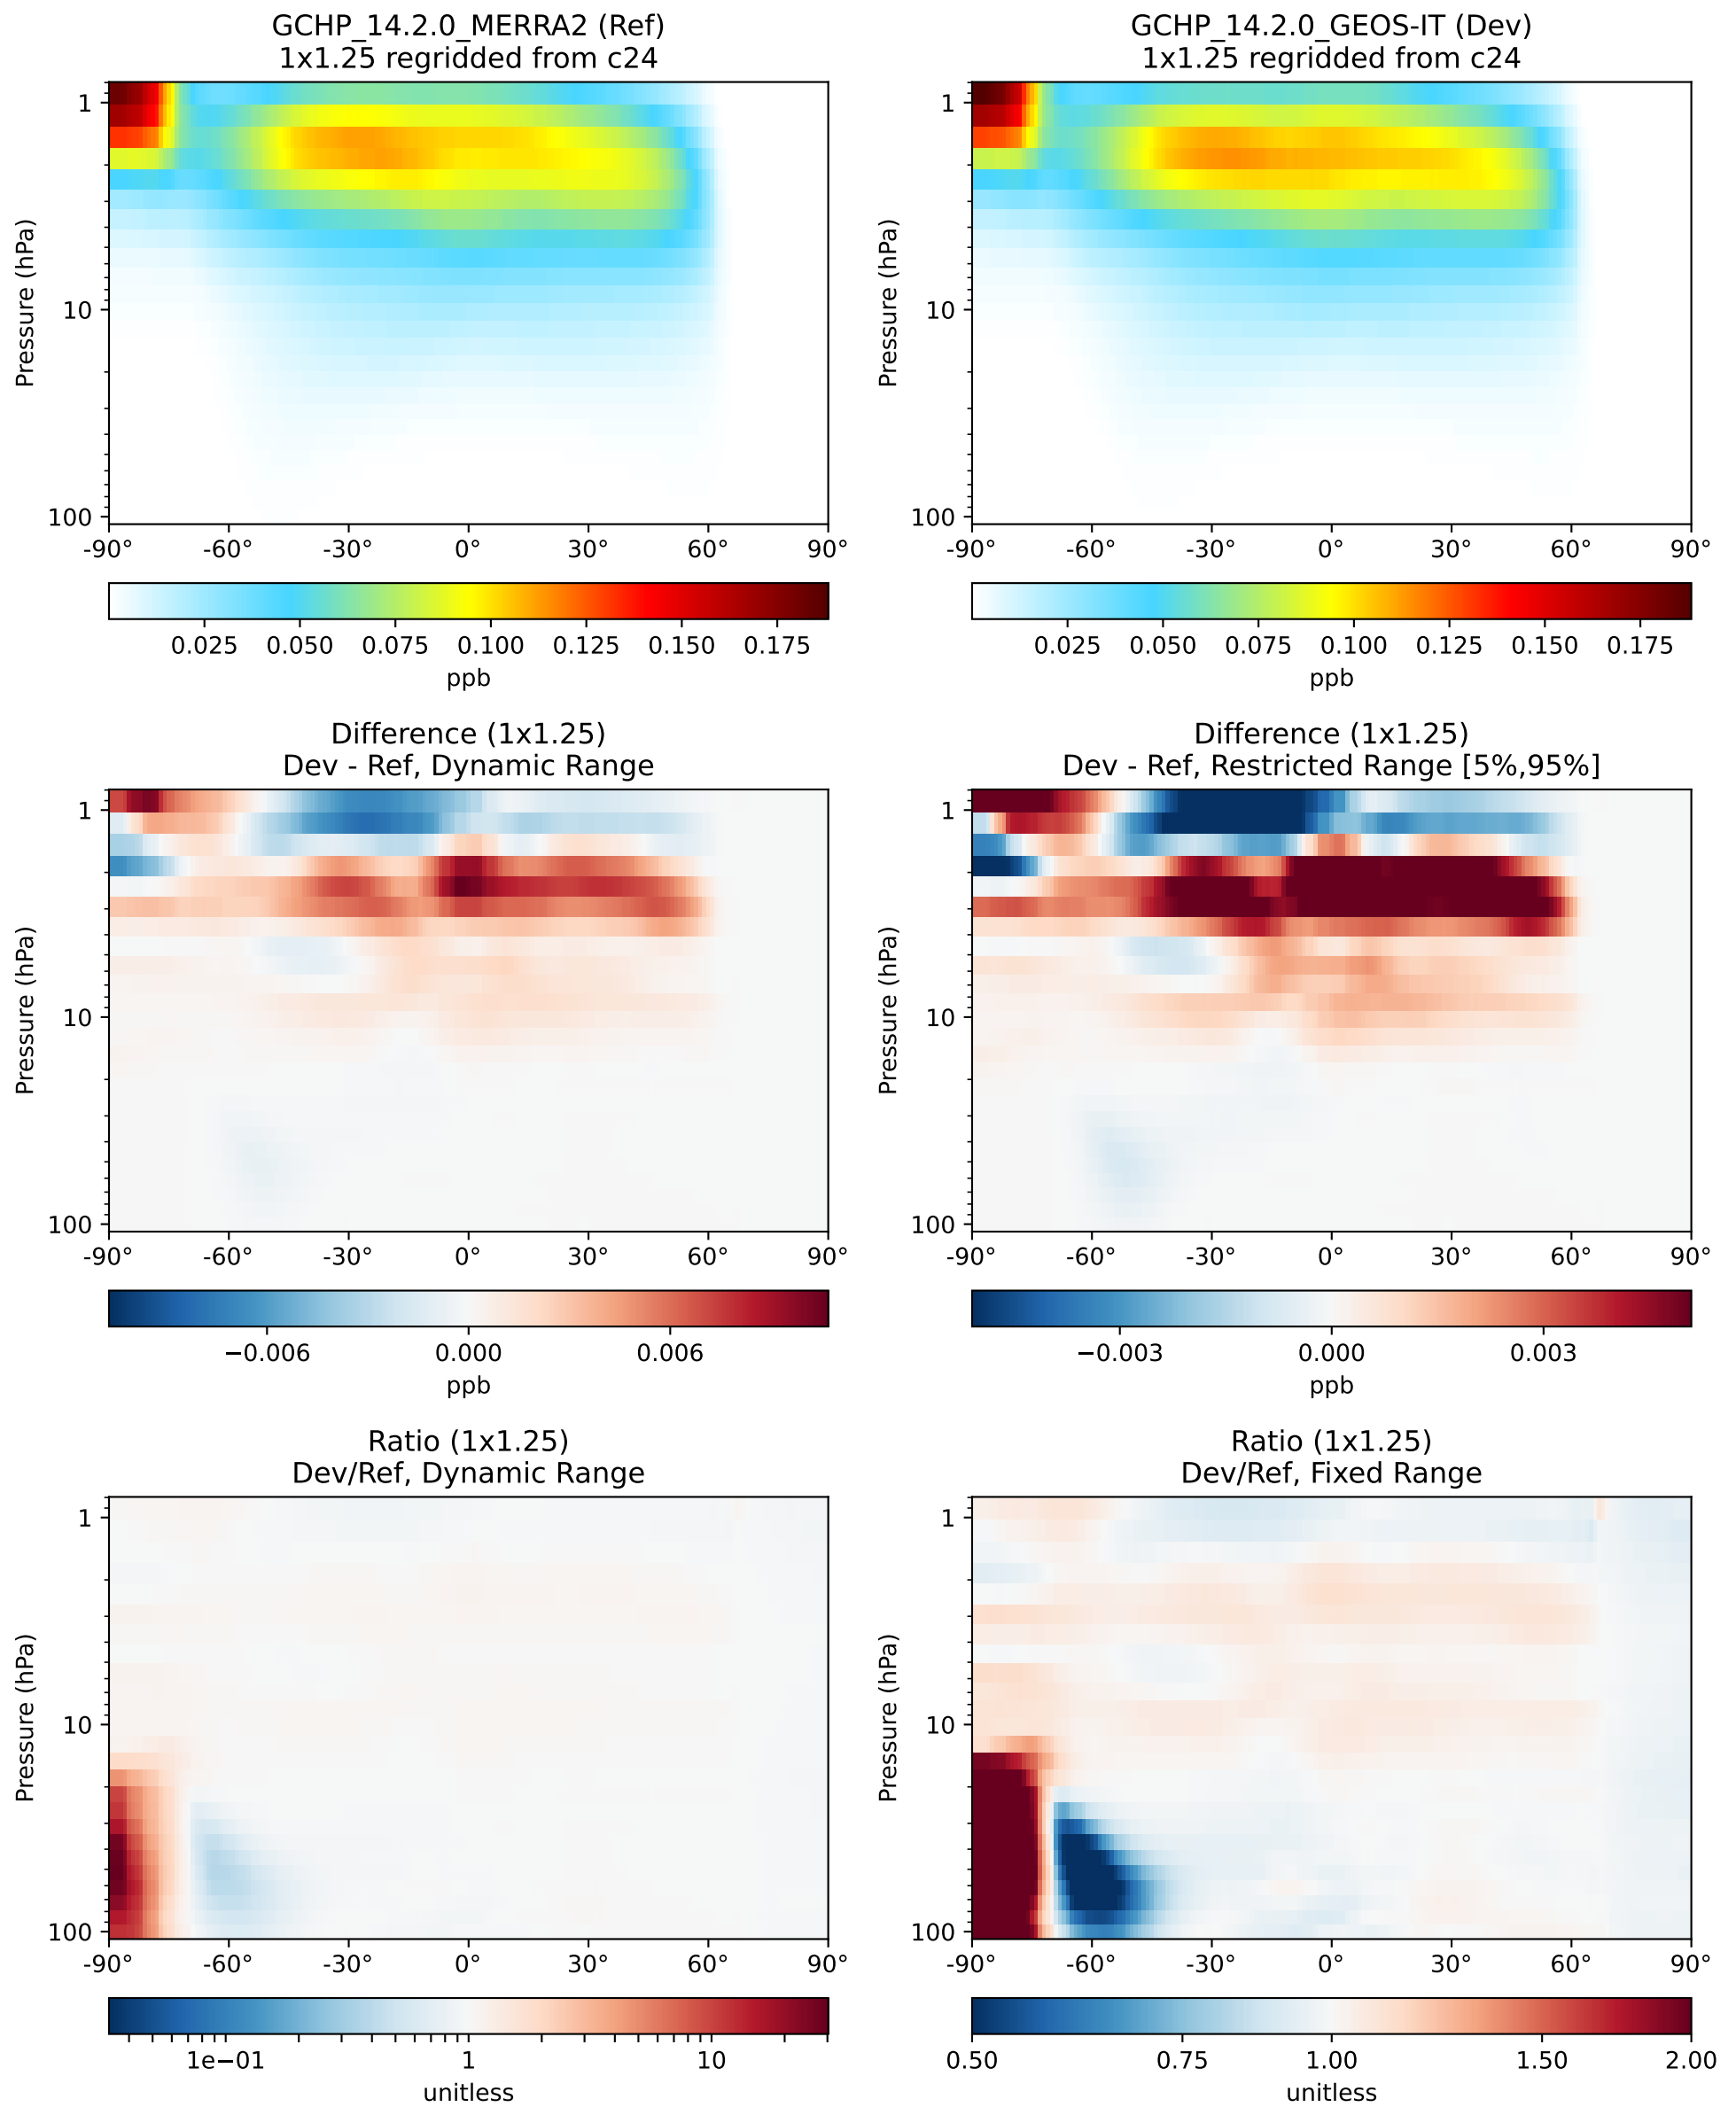 GCHP_14.2.0_MERRA2 (Ref)
1x1.25 regridded from c24
Pressure (hPa)
1
10
100
-90° -60° -30° 0° 30° 60° 90°
0.025 0.050 0.075 0.100 0.125 0.150 0.175
ppb
GCHP_14.2.0_GEOS-IT (Dev)
1x1.25 regridded from c24
Pressure (hPa)
1
10
100
-90° -60° -30° 0° 30° 60° 90°
0.025 0.050 0.075 0.100 0.125 0.150 0.175
ppb
Difference (1x1.25)
Dev - Ref, Dynamic Range
Pressure (hPa)
1
10
100
-90° -60° -30° 0° 30° 60° 90°
−0.006 0.000 0.006
ppb
Difference (1x1.25)
Dev - Ref, Restricted Range [5%,95%]
Pressure (hPa)
1
10
100
-90° -60° -30° 0° 30° 60° 90°
−0.003 0.000 0.003
ppb
Ratio (1x1.25)
Dev/Ref, Dynamic Range
Pressure (hPa)
1
10
100
-90° -60° -30° 0° 30° 60° 90°
1e−01 1 10
unitless
Ratio (1x1.25)
Dev/Ref, Fixed Range
Pressure (hPa)
1
10
100
-90° -60° -30° 0° 30° 60° 90°
0.50 0.75 1.00 1.50 2.00
unitless